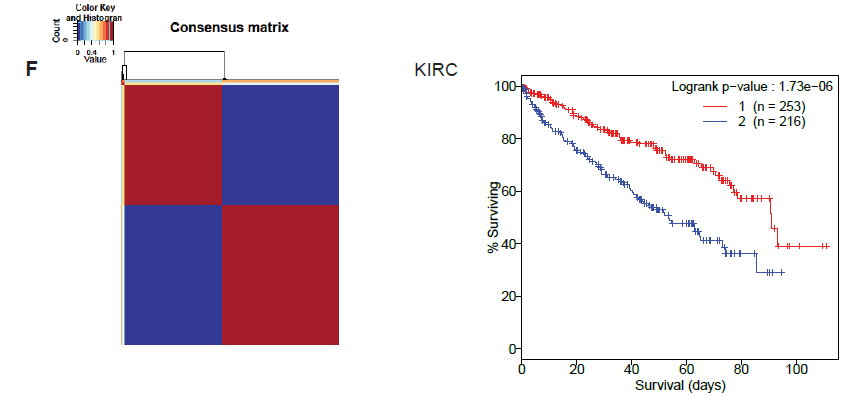 Color Key
and Histogran
Count
0
0 0.4 1
Value
Consensus matrix
F
KIRC
Logrank p-value : 1.73e-06
1 (n = 253)
2 (n = 216)
% Surviving
100
80
60
40
20
0
0 20 40 60 80 100
Survival (days)